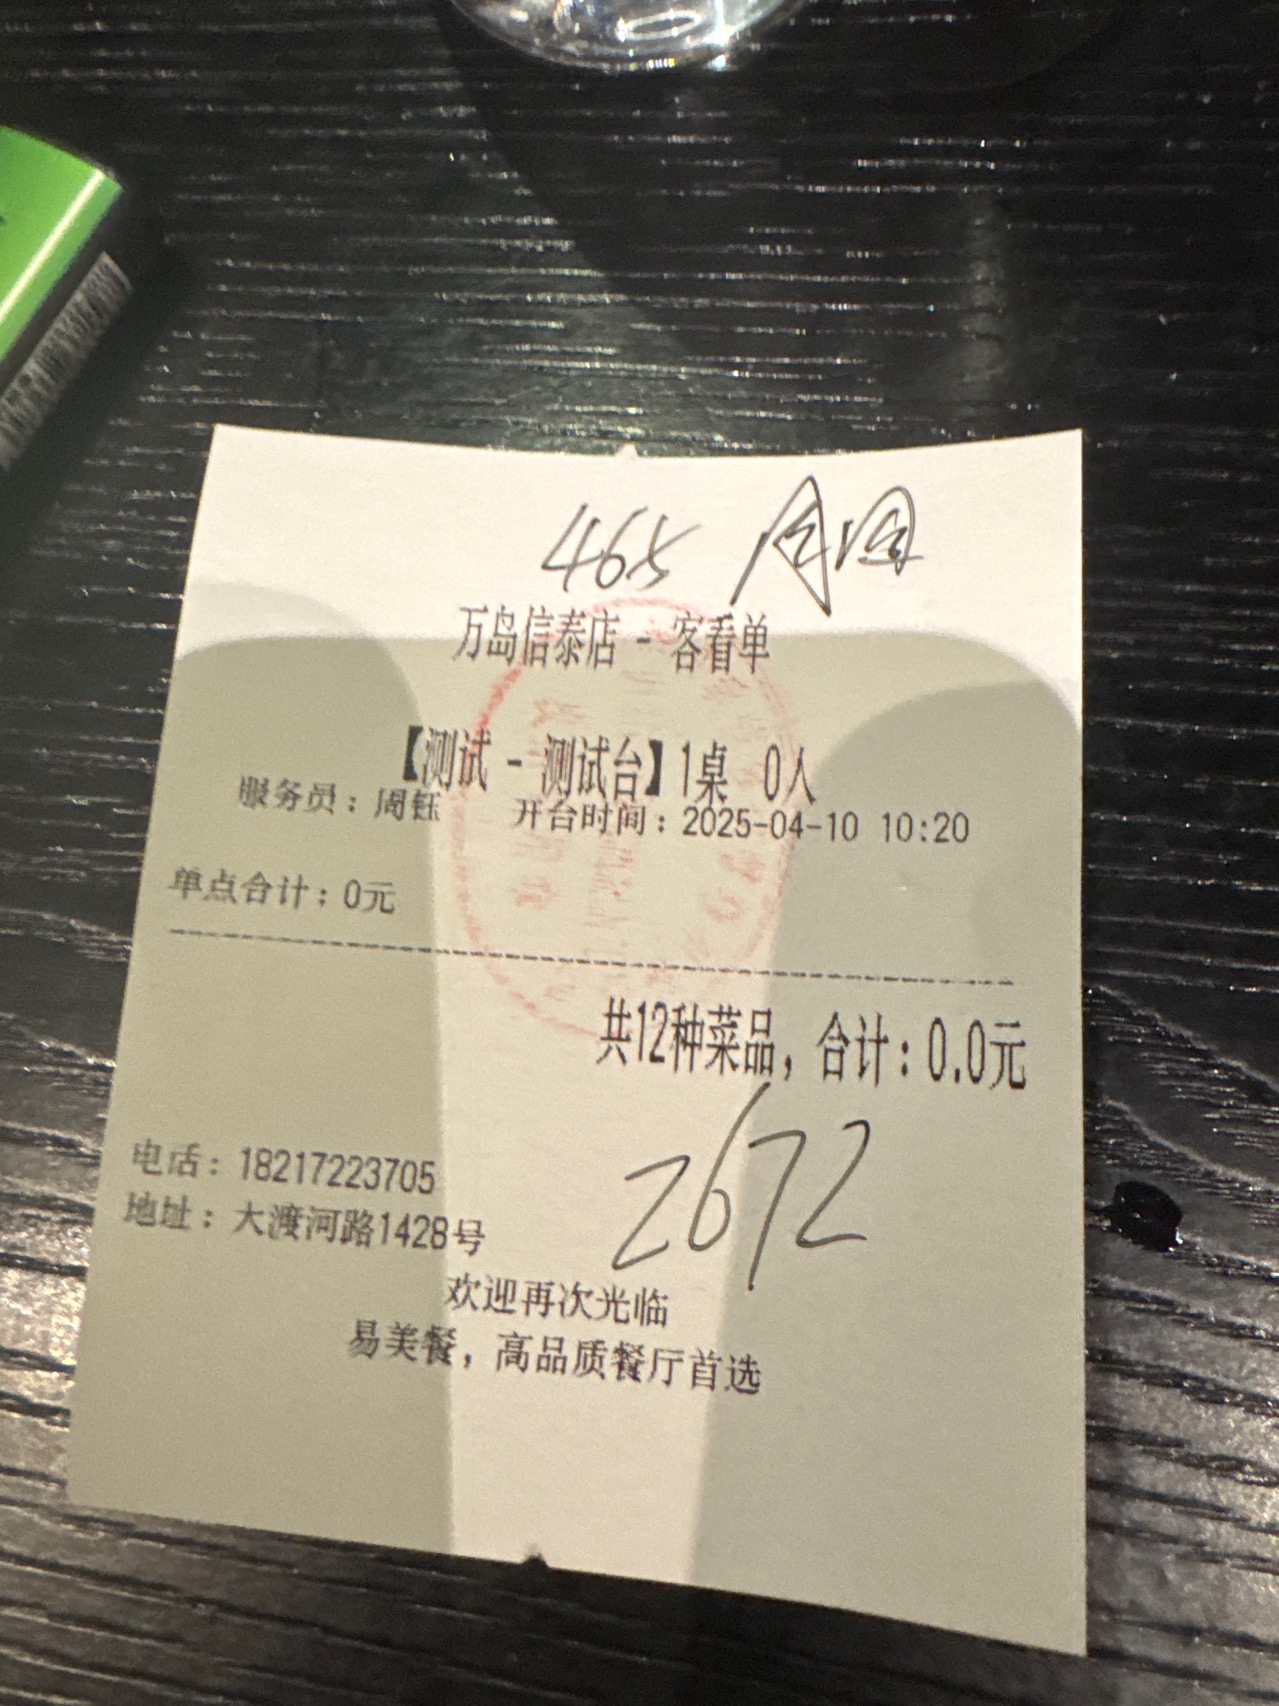 465
万岛信泰店 - 客看单
【测试 - 测试台】1桌 0人
服务员：周钰 开台时间：2025-04-10 10:20
单点合计：0元
共12种菜品，合计：0.0元
2672
电话：18217223705
地址：大渡河路1428号
欢迎再次光临
易美餐，高品质餐厅首选